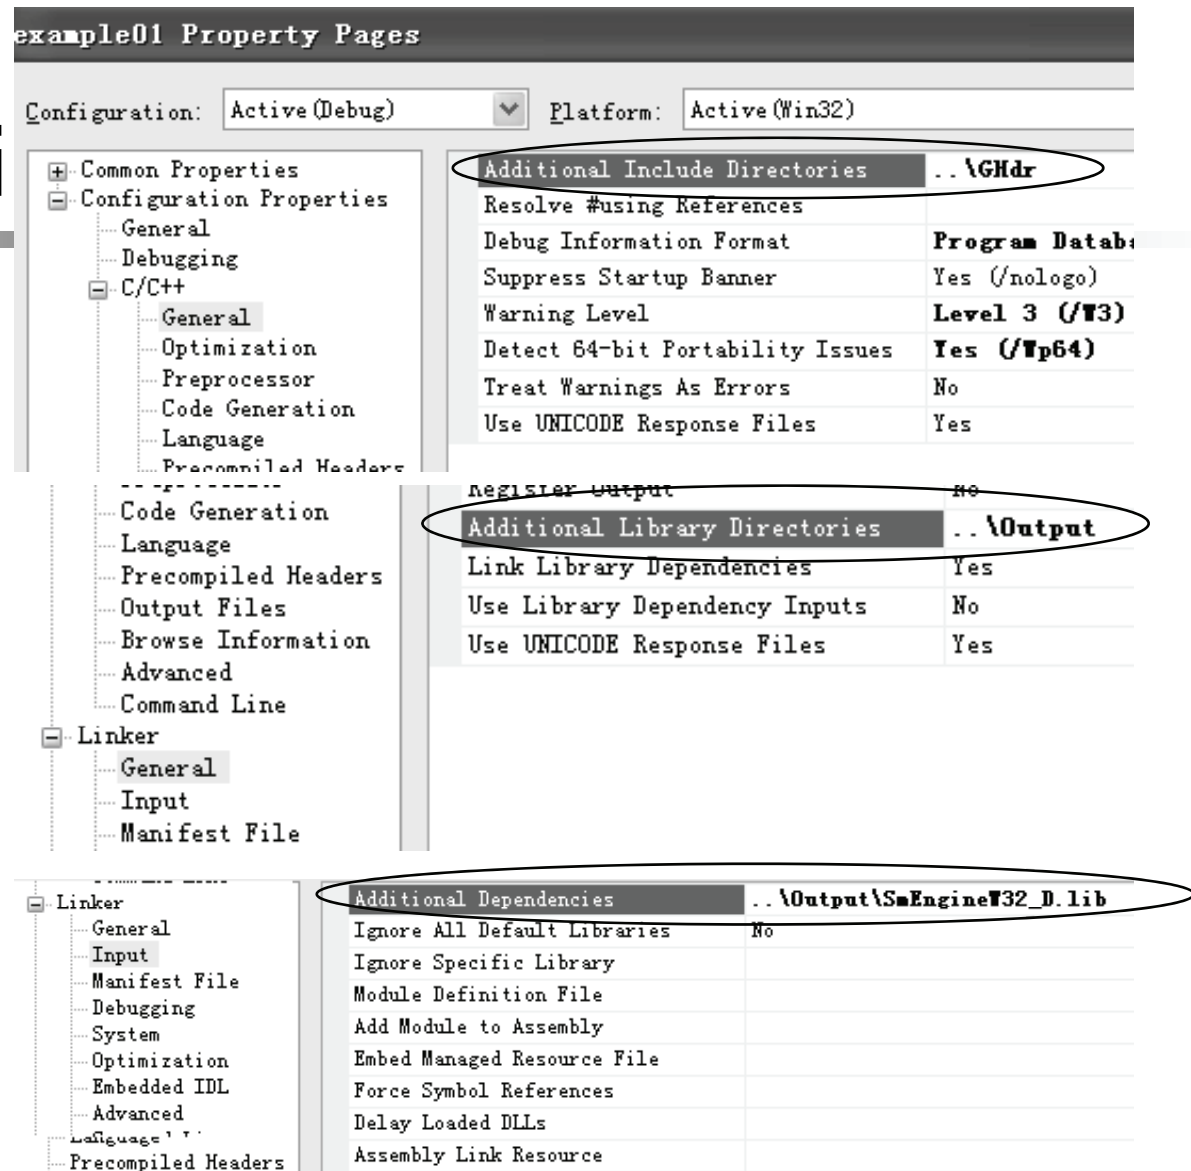 example01 Property Pages
Configuration: Active(Debug) Platform: Active(Win32)
Common Properties
Configuration Properties
General
Debugging
C/C++
General
Optimization
Preprocessor
Code Generation
Language
Precompiled Headers
Additional Include Directories ..\GHdr
Resolve #using References
Debug Information Format Program Datab
Suppress Startup Banner Yes (/nologo)
Warning Level Level 3 (/W3)
Detect 64-bit Portability Issues Yes (/Wp64)
Treat Warnings As Errors No
Use UNICODE Response Files Yes
Code Generation
Language
Precompiled Headers
Output Files
Browse Information
Advanced
Command Line
Linker
General
Input
Manifest File
Register Output No
Additional Library Directories ..\Output
Link Library Dependencies Yes
Use Library Dependency Inputs No
Use UNICODE Response Files Yes
Linker
General
Input
Manifest File
Debugging
System
Optimization
Embedded IDL
Advanced
Language
Precompiled Headers
Additional Dependencies ..\Output\SmEngineW32_D.lib
Ignore All Default Libraries No
Ignore Specific Library
Module Definition File
Add Module to Assembly
Embed Managed Resource File
Force Symbol References
Delay Loaded DLLs
Assembly Link Resource